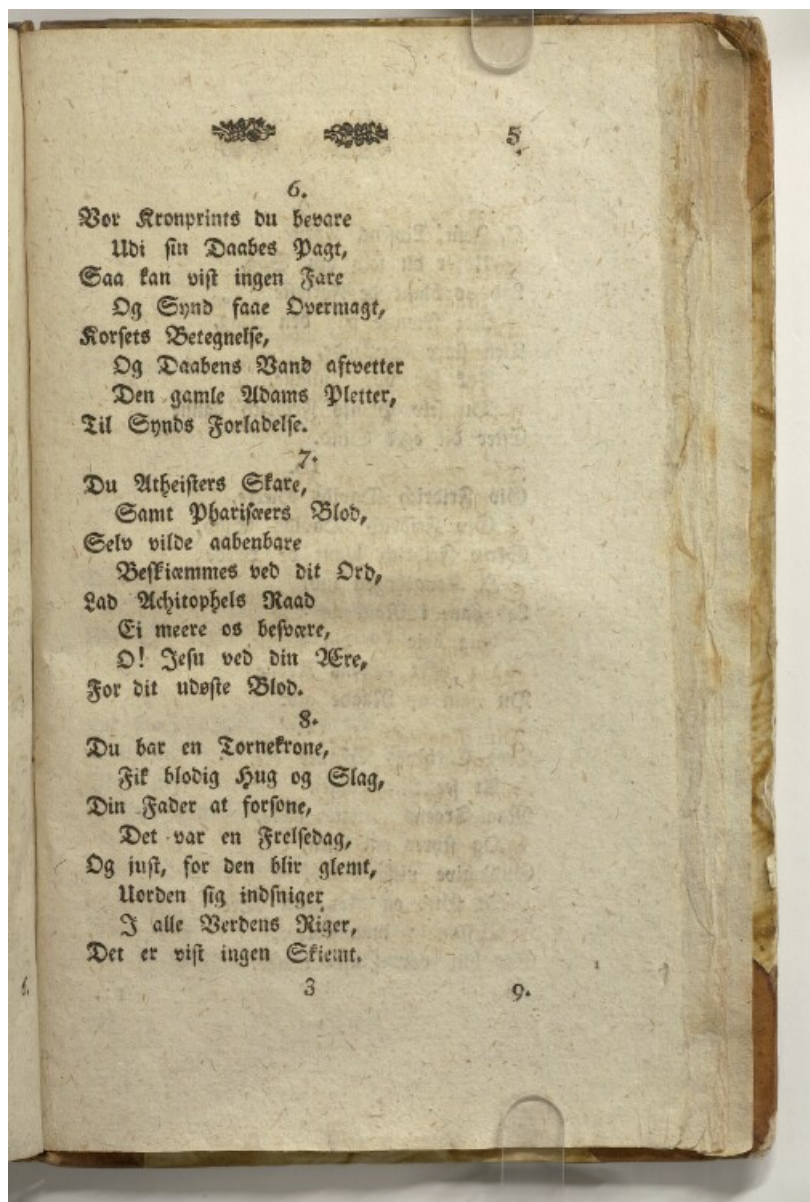 5
6.
Vor Kronprints du bevare
Udi sin Daabes Pagt,
Saa kan vist ingen Fare
Og Synd faae Overmagt,
Korsets Betegnelse,
Og Daabens Vand aftvetter
Den gamle Adams Pletter,
Til Synds Forladelse.
7.
Du Atheisters Skare,
Samt Phariseers Blod,
Selv vilde aabenbare
Beskiæmmes ved dit Ord,
Lad Achitophels Raad
Ei meere os besvære,
O! Jesu ved din Ære,
For dit udøste Blod.
8.
Du bar en Tornekrone,
Fik blodig Hug og Slag,
Din Fader at forsone,
Det var en Frelsedag,
Og just, for den blir glemt,
Uorden sig indsniger
I alle Verdens Riger,
Det er vist ingen Skiemt.
6. 3 9.